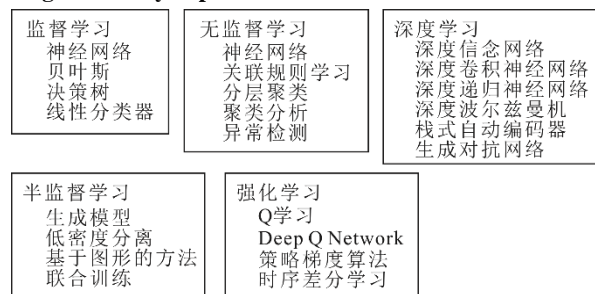 监督学习
神经网络
贝叶斯
决策树
线性分类器
无监督学习
神经网络
关联规则学习
分层聚类
聚类分析
异常检测
深度学习
深度信念网络
深度卷积神经网络
深度递归神经网络
深度波尔兹曼机
栈式自动编码器
生成对抗网络
半监督学习
生成模型
低密度分离
基于图形的方法
联合训练
强化学习
Q学习
Deep Q Network
策略梯度算法
时序差分学习